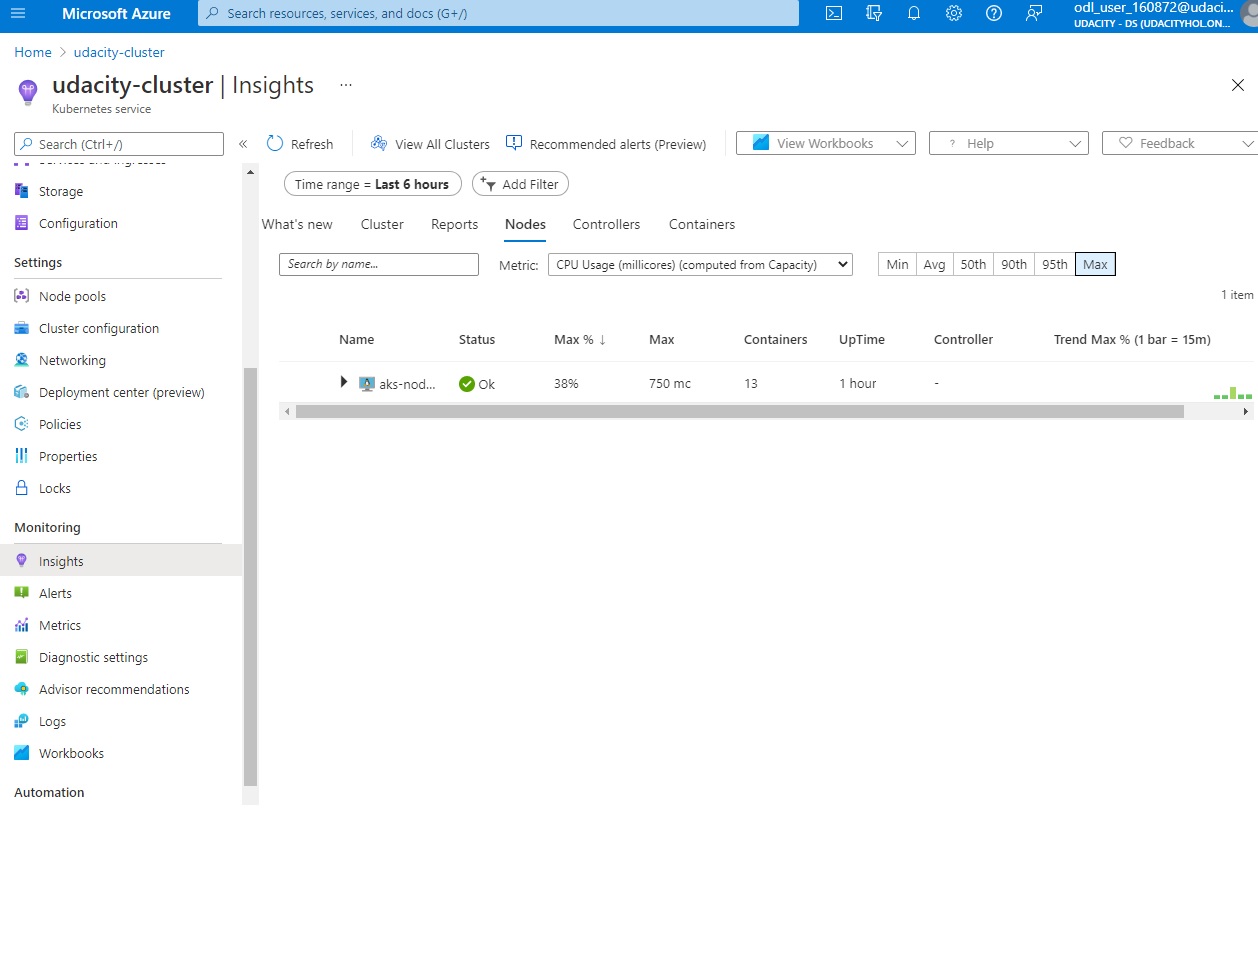 Microsoft Azure
Search resources, services, and docs (G+/)
odl_user_160872@udaci...
UDACITY - DS (UDACITYHOL.ON...
Home > udacity-cluster
udacity-cluster | Insights ...
Kubernetes service
Search (Ctrl+/)
«
Refresh
View All Clusters
Recommended alerts (Preview)
View Workbooks
? Help
Feedback
Services and ingresses
Storage
Configuration
Settings
Node pools
Cluster configuration
Networking
Deployment center (preview)
Policies
Properties
Locks
Monitoring
Insights
Alerts
Metrics
Diagnostic settings
Advisor recommendations
Logs
Workbooks
Automation
Time range = Last 6 hours
Add Filter
What's new Cluster Reports Nodes Controllers Containers
Search by name...
Metric: CPU Usage (millicores) (computed from Capacity)
Min Avg 50th 90th 95th Max
1 item
Name Status Max % ↓ Max Containers UpTime Controller Trend Max % (1 bar = 15m)
aks-nod... Ok 38% 750 mc 13 1 hour -